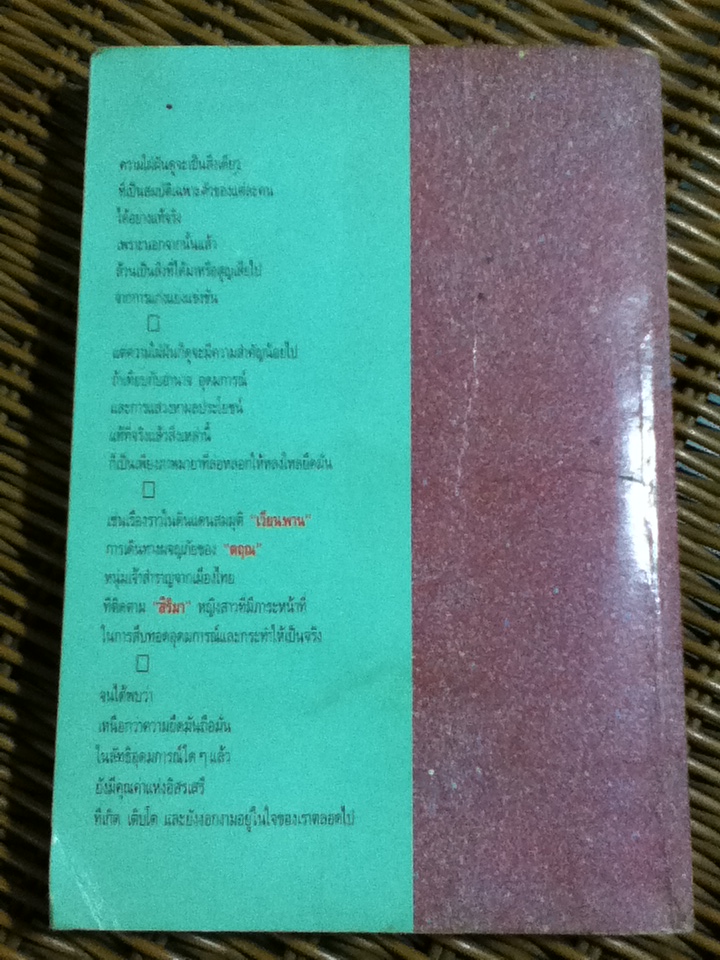 ความใฝ่ฝันดูจะเป็นสิ่งเดียว
ที่เป็นสมบัติเฉพาะตัวของแต่ละคน
ได้อย่างแท้จริง
เพราะนอกจากนั้นแล้ว
ล้วนเป็นสิ่งที่ได้มาหรือสูญเสียไป
จากการแก่งแย่งแข่งขัน
แต่ความใฝ่ฝันก็ดูจะมีความสำคัญน้อยไป
ถ้าเทียบกับอำนาจ อุดมการณ์
และการแสวงหาผลประโยชน์
แท้ที่จริงแล้วสิ่งเหล่านี้
ก็เป็นเพียงภาพมายาที่ล่อหลอกให้หลงใหลยึดมั่น
เช่นเรื่องราวในดินแดนสมมุติ "เวียนพาน"
การเดินทางผจญภัยของ "ตฤณ"
หนุ่มเจ้าสำราญจากเมืองไทย
ที่ติดตาม "สิริมา" หญิงสาวที่มีภาระหน้าที่
ในการสืบทอดอุดมการณ์และกระทำให้เป็นจริง
จนได้พบว่า
เหนือกว่าความยึดมั่นถือมั่น
ในลัทธิอุดมการณ์ใด ๆ แล้ว
ยังมีคุณค่าแห่งอิสรเสรี
ที่เกิด เติบโต และยังงอกงามอยู่ในใจของเราตลอดไป